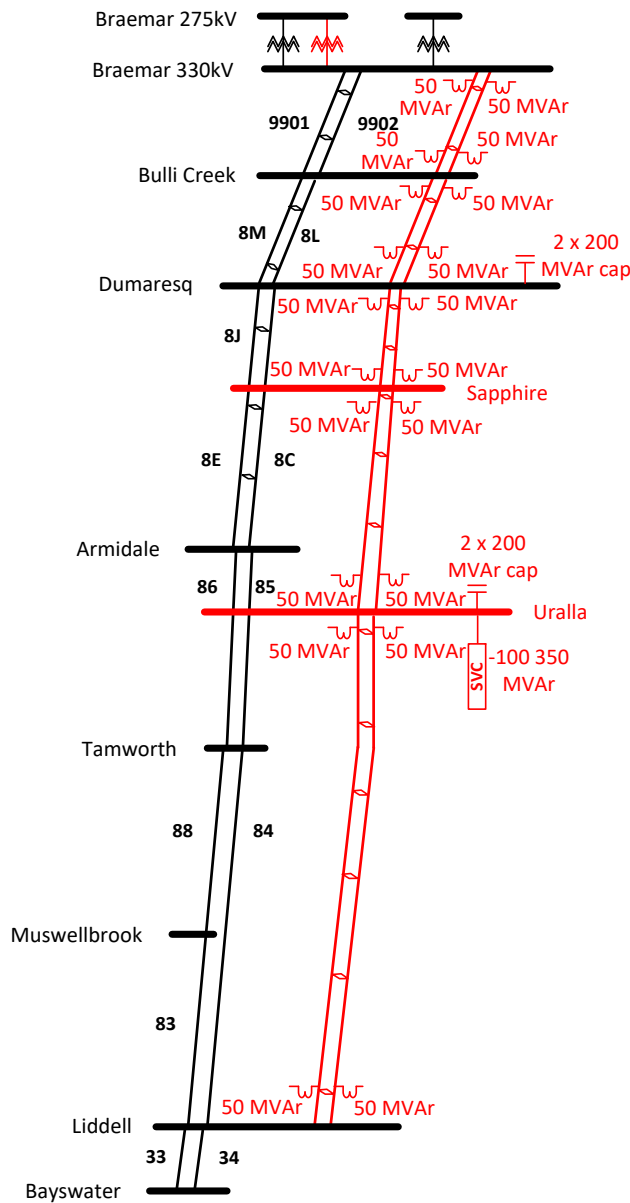 Braemar 275kV
Braemar 330kV
50
MVAr
50 MVAr
9901
9902
50
MVAr
50 MVAr
Bulli Creek
50 MVAr
50 MVAr
8M
8L
2 x 200
MVAr cap
50 MVAr
50 MVAr
Dumaresq
50 MVAr
50 MVAr
8J
50 MVAr
50 MVAr
Sapphire
50 MVAr
50 MVAr
8E
8C
2 x 200
MVAr cap
Armidale
86
85
50 MVAr
50 MVAr
Uralla
50 MVAr
50 MVAr
SVC
-100 350
MVAr
Tamworth
88
84
Muswellbrook
83
50 MVAr
50 MVAr
Liddell
33
34
Bayswater